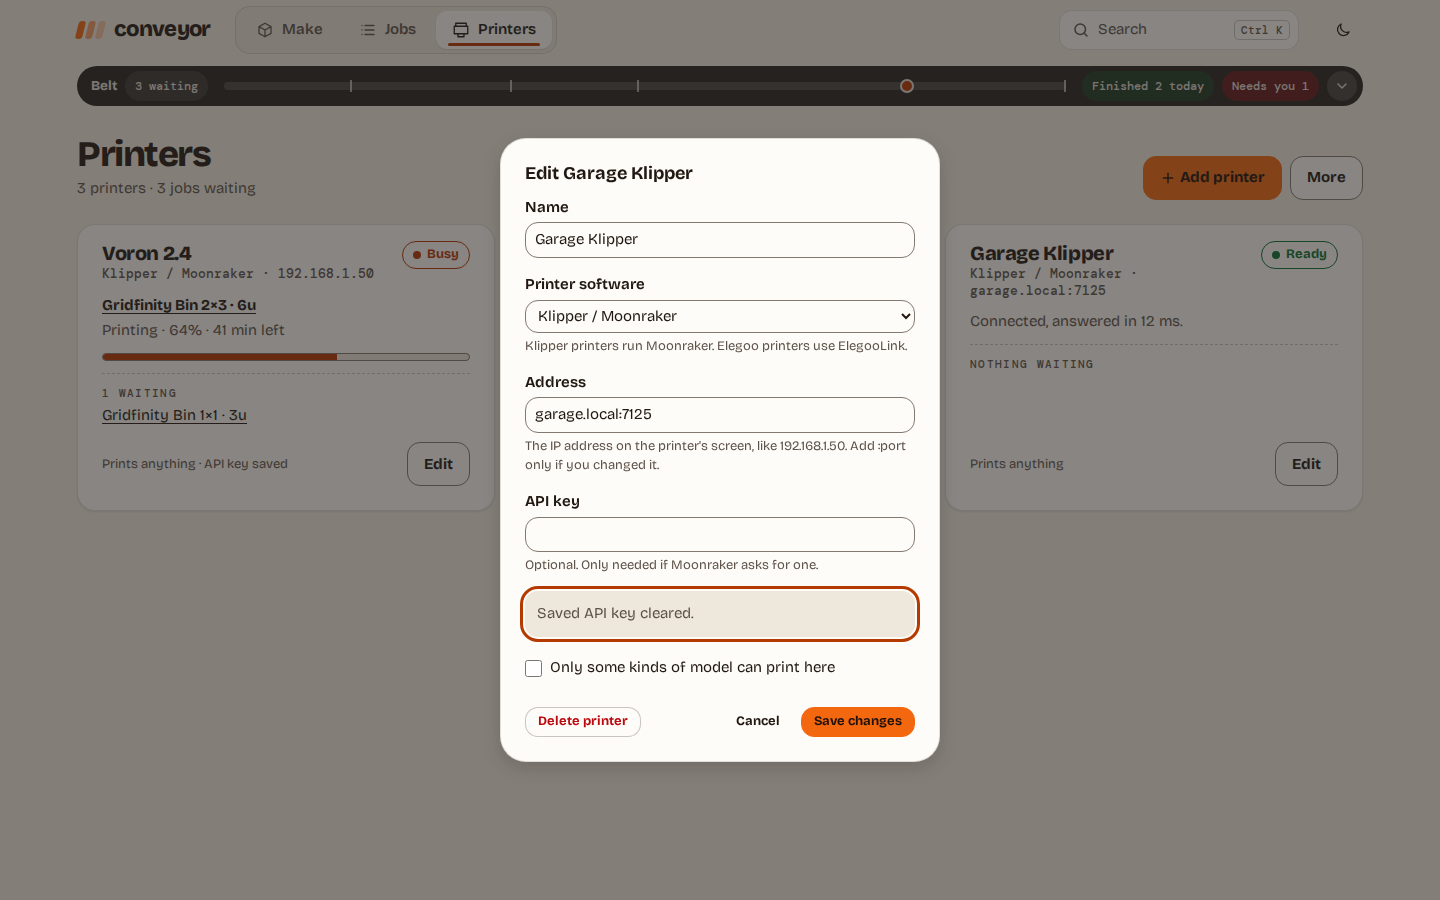 conveyor
Make
Jobs
Printers
Search
Ctrl K
Belt
3 waiting
Finished 2 today
Needs you 1
Printers
3 printers · 3 jobs waiting
+ Add printer
More
Voron 2.4
Busy
Klipper / Moonraker · 192.168.1.50
Gridfinity Bin 2×3 · 6u
Printing · 64% · 41 min left
1 WAITING
Gridfinity Bin 1×1 · 3u
Prints anything · API key saved
Edit
Edit Garage Klipper
Name
Garage Klipper
Printer software
Klipper / Moonraker
Klipper printers run Moonraker. Elegoo printers use ElegooLink.
Address
garage.local:7125
The IP address on the printer's screen, like 192.168.1.50. Add :port
only if you changed it.
API key
Optional. Only needed if Moonraker asks for one.
Saved API key cleared.
Only some kinds of model can print here
Delete printer
Cancel
Save changes
Garage Klipper
Ready
Klipper / Moonraker ·
garage.local:7125
Connected, answered in 12 ms.
NOTHING WAITING
Prints anything
Edit